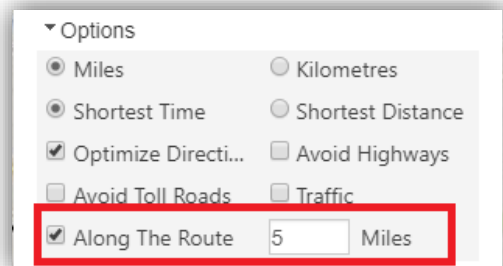 Options
Miles Kilometres
Shortest Time Shortest Distance
Optimize Directi... Avoid Highways
Avoid Toll Roads Traffic
Along The Route 5 Miles